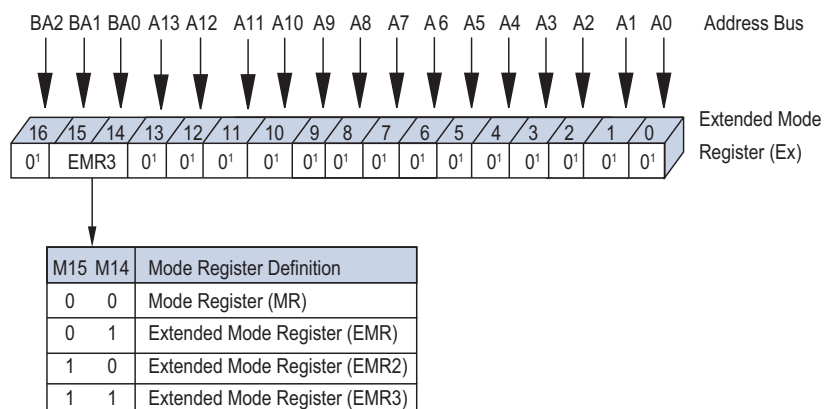 BA2 BA1 BA0 A13 A12 A11 A10 A9 A8 A7 A6 A5 A4 A3 A2 A1 A0 Address Bus
16 15 14 13 12 11 10 9 8 7 6 5 4 3 2 1 0 Extended Mode
0¹ EMR3 0¹ 0¹ 0¹ 0¹ 0¹ 0¹ 0¹ 0¹ 0¹ 0¹ 0¹ 0¹ 0¹ 0¹ Register (Ex)
M15 M14 Mode Register Definition
0 0 Mode Register (MR)
0 1 Extended Mode Register (EMR)
1 0 Extended Mode Register (EMR2)
1 1 Extended Mode Register (EMR3)